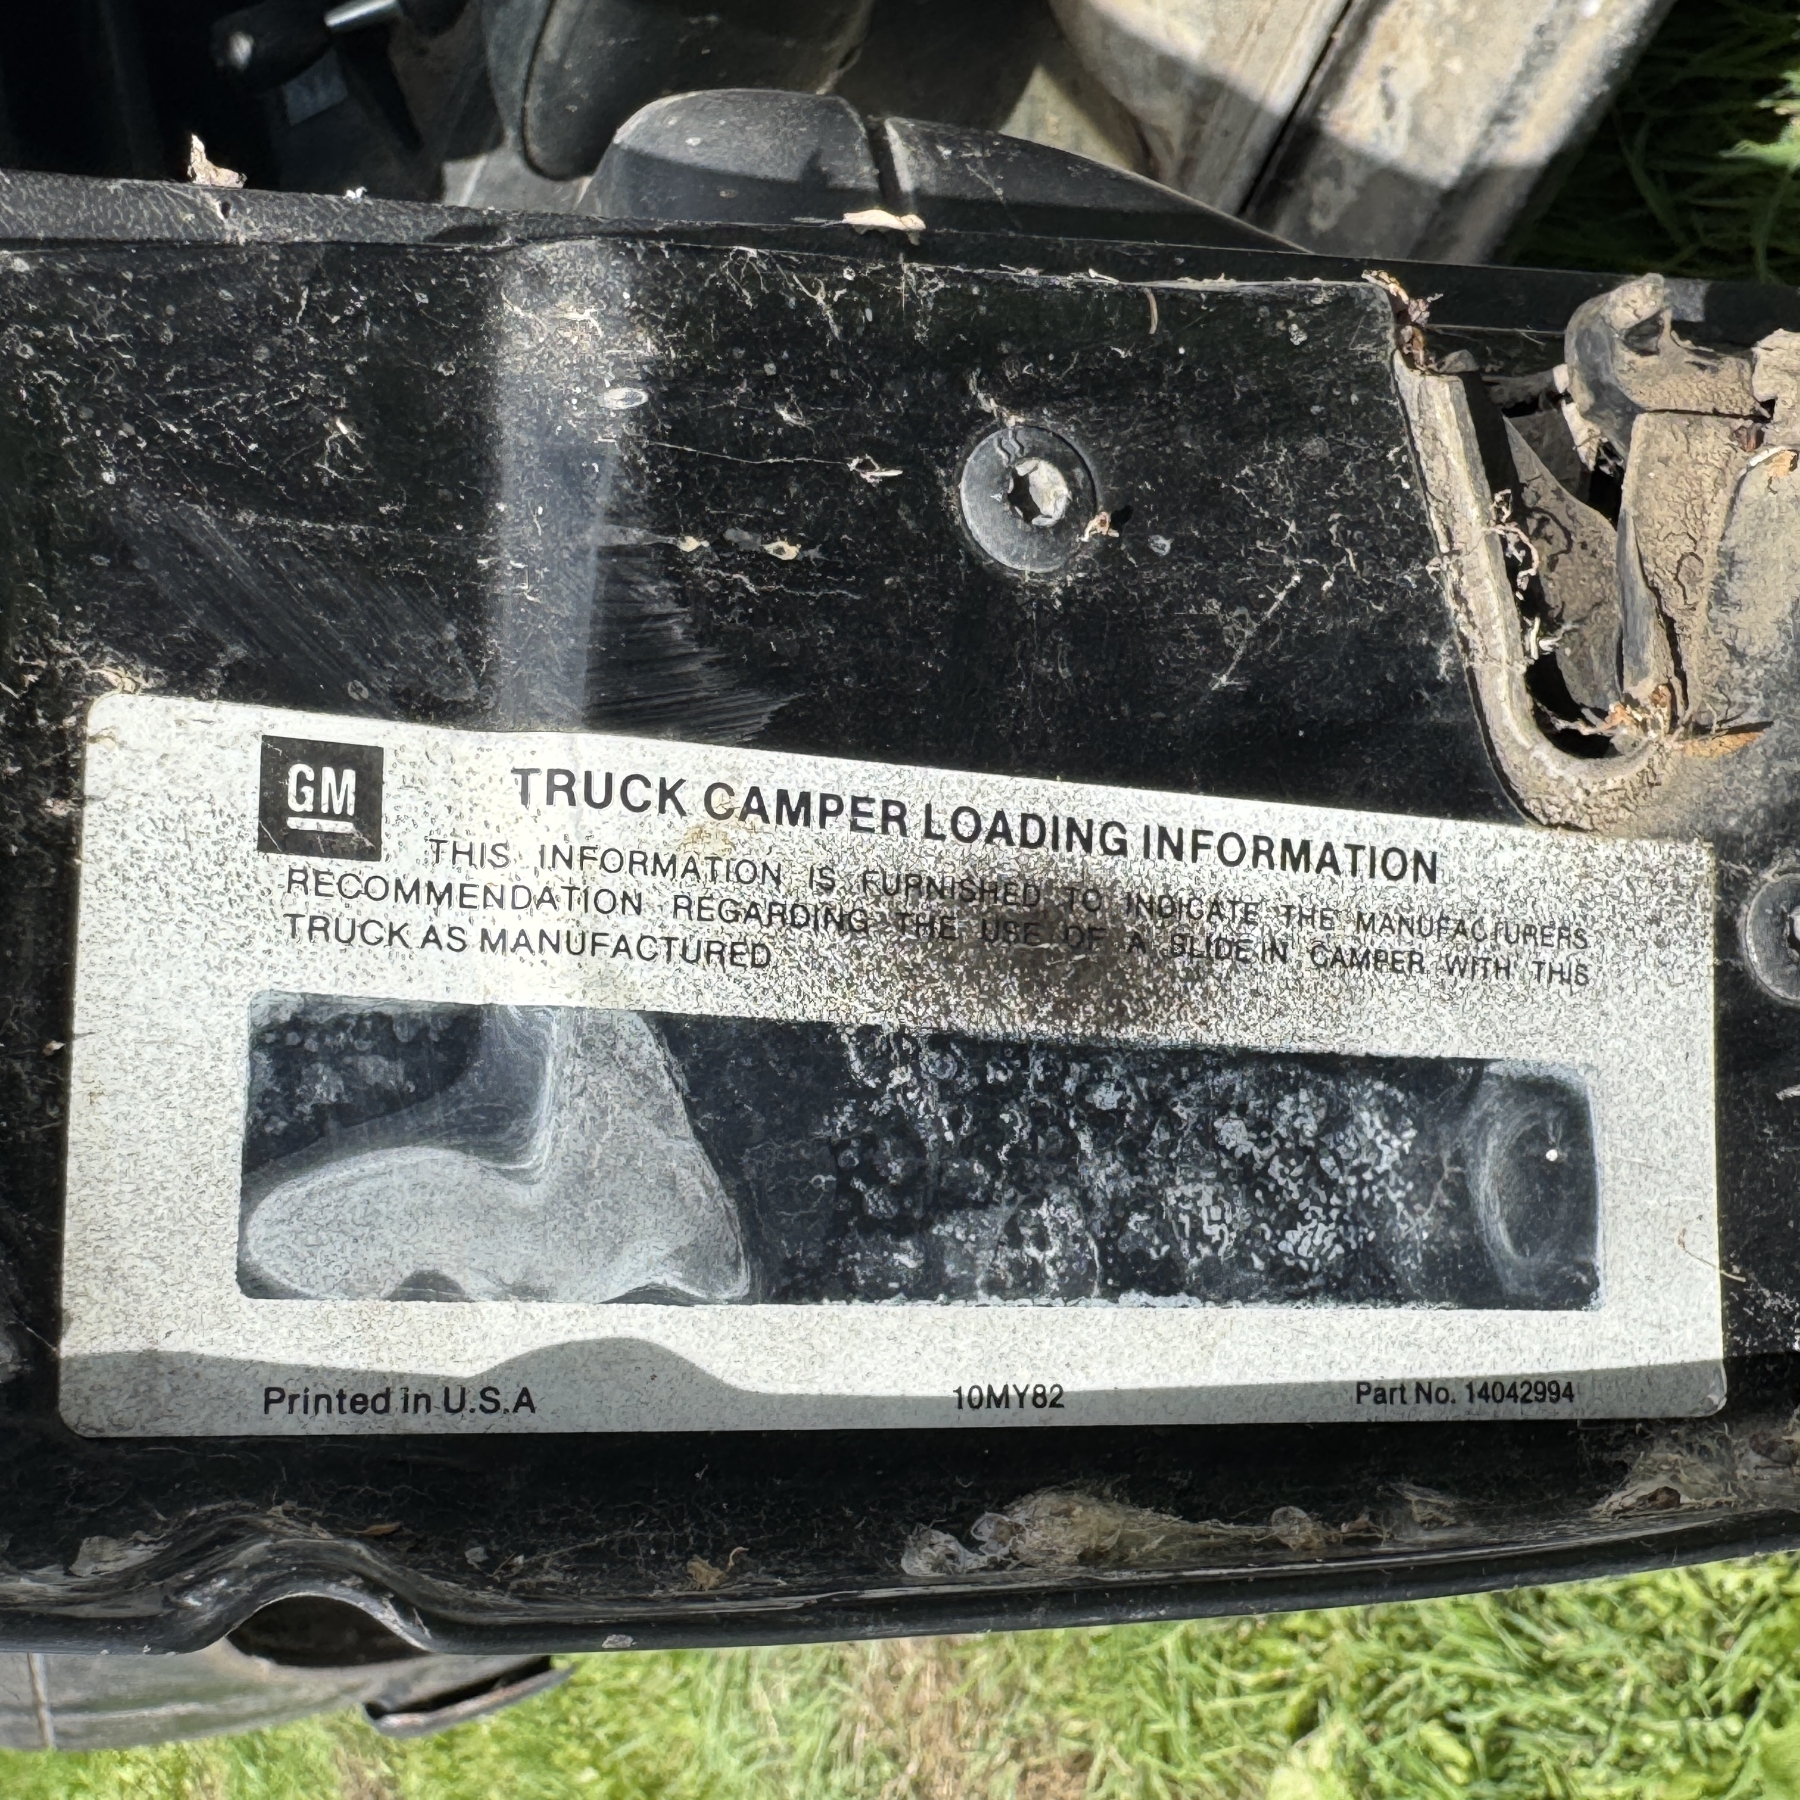 GM
TRUCK CAMPER LOADING INFORMATION
THIS INFORMATION IS FURNISHED TO INDICATE THE MANUFACTURERS
RECOMMENDATION REGARDING THE USE OF A SLIDE IN CAMPER WITH THIS
TRUCK AS MANUFACTURED
Printed in U.S.A
10MY82
Part No. 14042994